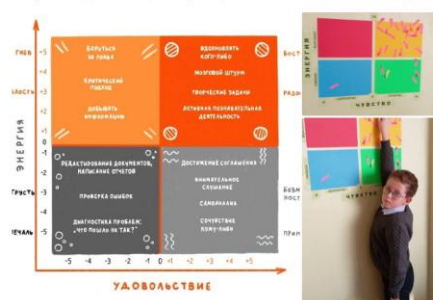 ГНЕВ
ЭНЕРГИЯ
ГРУСТЬ
ПЕЧАЛЬ
+5
+4
+3
+2
+1
0
-1
-2
-3
-4
-5
БОРОТЬСЯ
ЗА ПРАВА
КРИТИЧЕСКИЙ
ПОДХОД
ДОБЫВАТЬ
ИНФОРМАЦИЮ
ВДОХНОВЛЯТЬ
КОГО-ЛИБО
МОЗГОВОЙ ШТУРМ
ТВОРЧЕСКИЕ ЗАДАЧИ
АКТИВНАЯ ПОЗНАВАТЕЛЬНАЯ
ДЕЯТЕЛЬНОСТЬ
РЕДАКТИРОВАНИЕ ДОКУМЕНТОВ,
НАПИСАНИЕ ОТЧЕТОВ
ПРОВЕРКА ОШИБОК
ДИАГНОСТИКА ПРОБЛЕМ:
„ЧТО ПОШЛО НЕ ТАК?"
ДОСТИЖЕНИЕ СОГЛАШЕНИЯ
ВНИМАТЕЛЬНОЕ
СЛУШАНИЕ
САМОАНАЛИЗ
СОЧУВСТВИЕ
КОМУ-ЛИБО
-5 -4 -3 -2 -1 0 +1 +2 +3 +4 +5
УДОВОЛЬСТВИЕ
ЭНЕРГИЯ
ЧУВСТВО
ЧУВСТВО